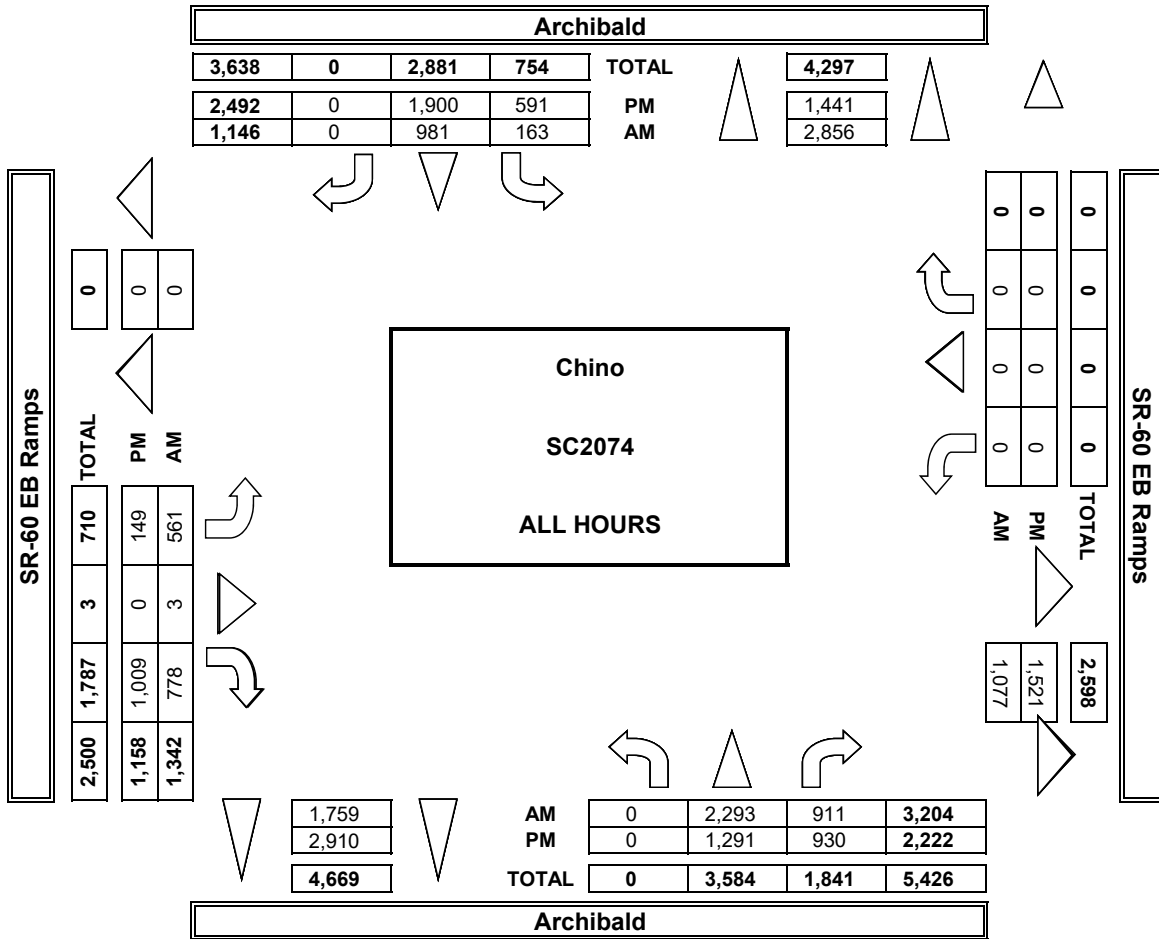 Archibald
3,638 0 2,881 754 TOTAL 4,297
2,492 0 1,900 591 PM 1,441
1,146 0 981 163 AM 2,856
SR-60 EB Ramps
0 0 0
TOTAL PM AM
710 149 561
3 0 3
1,787 1,009 778
2,500 1,158 1,342
Chino
SC2074
ALL HOURS
0 0 0
0 0 0
0 0 0
0 0 0
AM PM TOTAL
1,077 1,521 2,598
SR-60 EB Ramps
1,759 AM 0 2,293 911 3,204
2,910 PM 0 1,291 930 2,222
4,669 TOTAL 0 3,584 1,841 5,426
Archibald